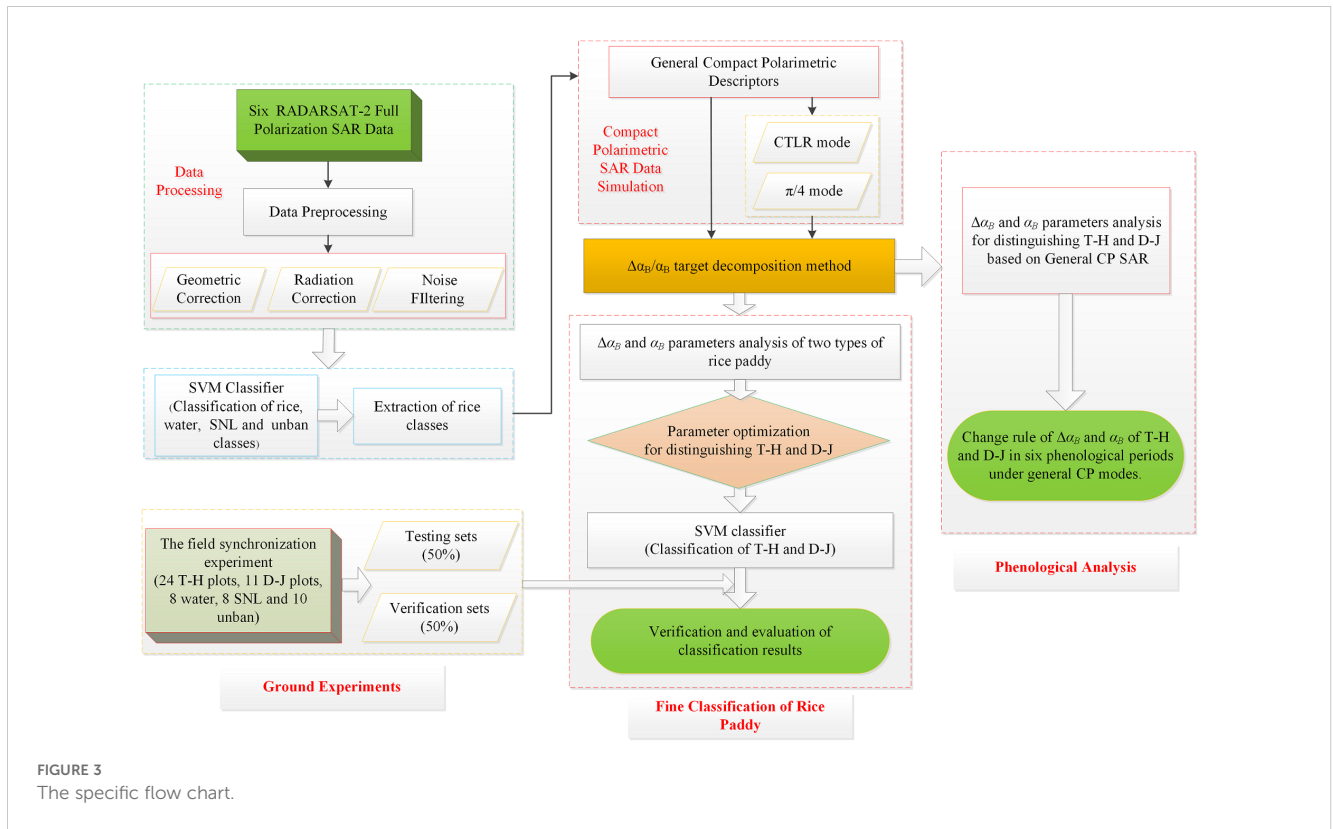 Six RADARSAT-2 Full
Polarization SAR Data
Data
Processing
Data Preprocessing
Geometric
Correction
Radiation
Correction
Noise
FIltering
SVM Classifier
(Classification of rice,
water, SNL and urban
classes)
Extraction of rice
classes
The field synchronization
experiment
(24 T-H plots, 11 D-J plots,
8 water, 8 SNL and 10
unban)
Testing sets
(50%)
Verification sets
(50%)
Ground Experiments
General Compact Polarimetric
Descriptors
Compact
Polarimetric
SAR Data
Simulation
CTLR mode
π/4 mode
Δα_B/α_B target decomposition method
Δα_B and α_B parameters analysis of two types of
rice paddy
Parameter optimization
for distinguishing T-H and D-J
SVM classifier
(Classification of T-H and D-J)
Verification and evaluation of
classification results
Fine Classification of Rice
Paddy
Δα_B and α_B parameters analysis
for distinguishing T-H and D-J
based on General CP SAR
Change rule of Δα_B and α_B of T-H
and D-J in six phenological periods
under general CP modes.
Phenological Analysis
FIGURE 3
The specific flow chart.